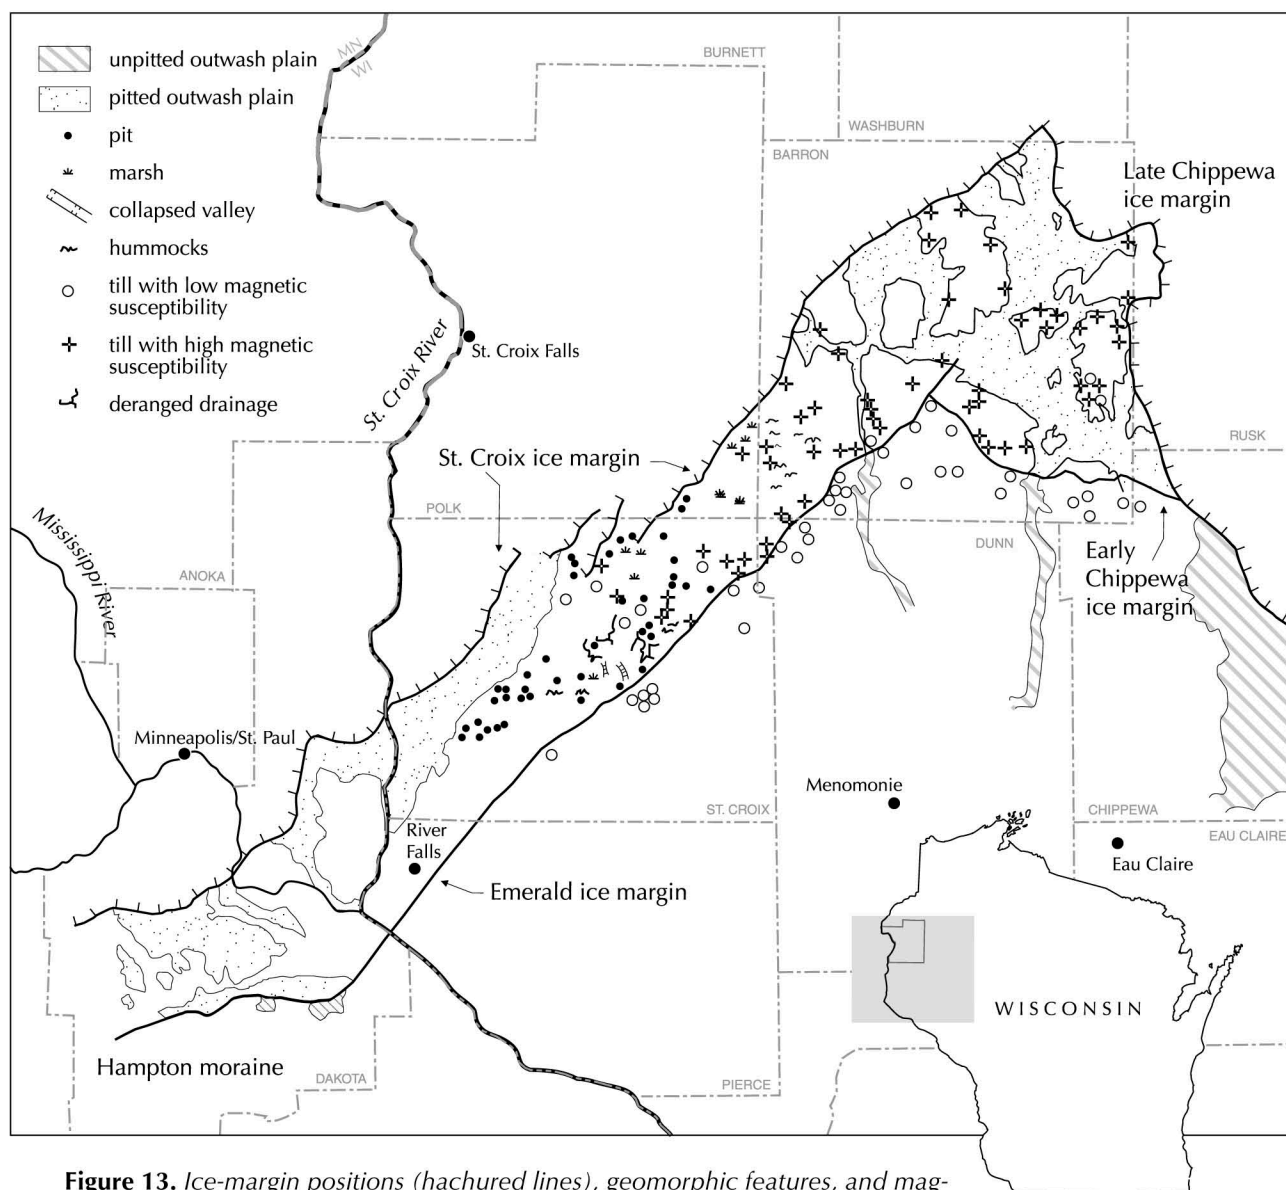 unpitted outwash plain
pitted outwash plain
pit
marsh
collapsed valley
hummocks
till with low magnetic
susceptibility
till with high magnetic
susceptibility
deranged drainage
MN
WI
BURNETT
WASHBURN
BARRON
Late Chippewa
ice margin
St. Croix River
St. Croix Falls
St. Croix ice margin
RUSK
POLK
Mississippi River
ANOKA
DUNN
Early
Chippewa
ice margin
Minneapolis/St. Paul
Menomonie
ST. CROIX
CHIPPEWA
River
Falls
EAU CLAIRE
Eau Claire
Emerald ice margin
WISCONSIN
Hampton moraine
DAKOTA
PIERCE
Figure 13. Ice-margin positions (hachured lines), geomorphic features, and mag-